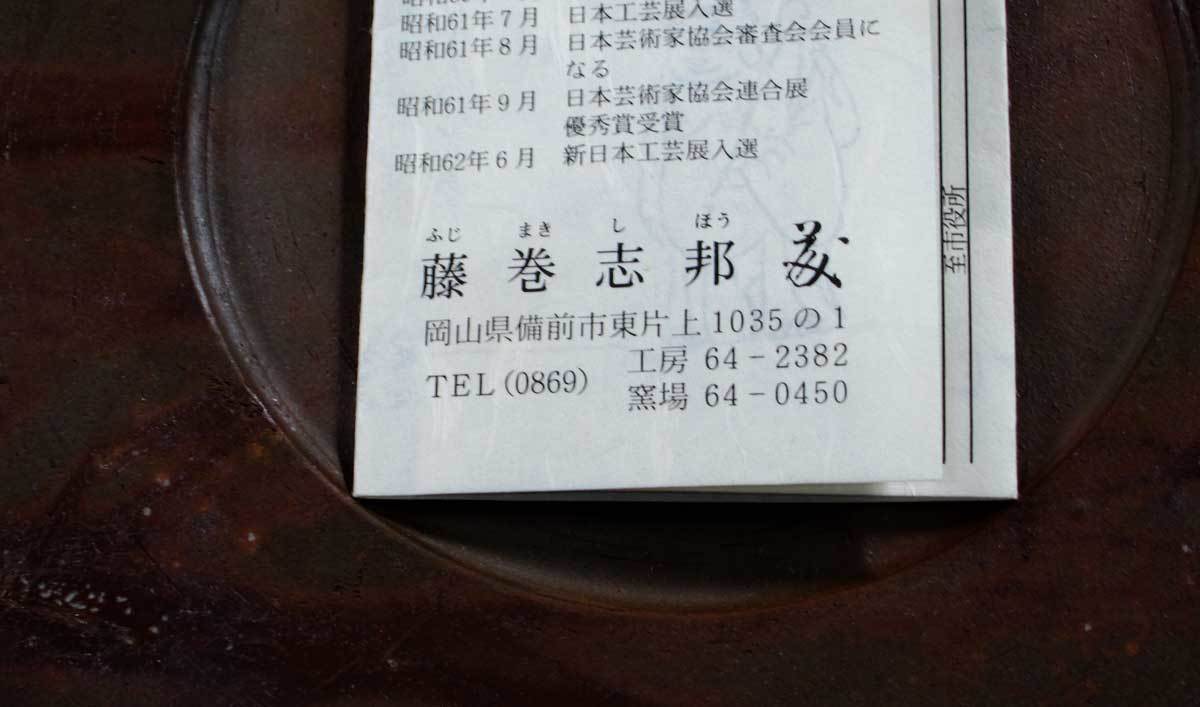 昭和61年7月 日本工芸展入選
昭和61年8月 日本芸術家協会審査会会員に
なる
昭和61年9月 日本芸術家協会連合展
優秀賞受賞
昭和62年6月 新日本工芸展入選
ふじ まき し ほう
藤巻志邦
岡山県備前市東片上1035の1
TEL(0869)
工房 64-2382
窯場 64-0450
至市役所